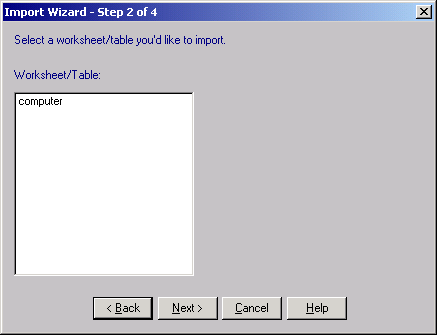 Import Wizard - Step 2 of 4
Select a worksheet/table you'd like to import.
Worksheet/Table:
computer
< Back Next > Cancel Help